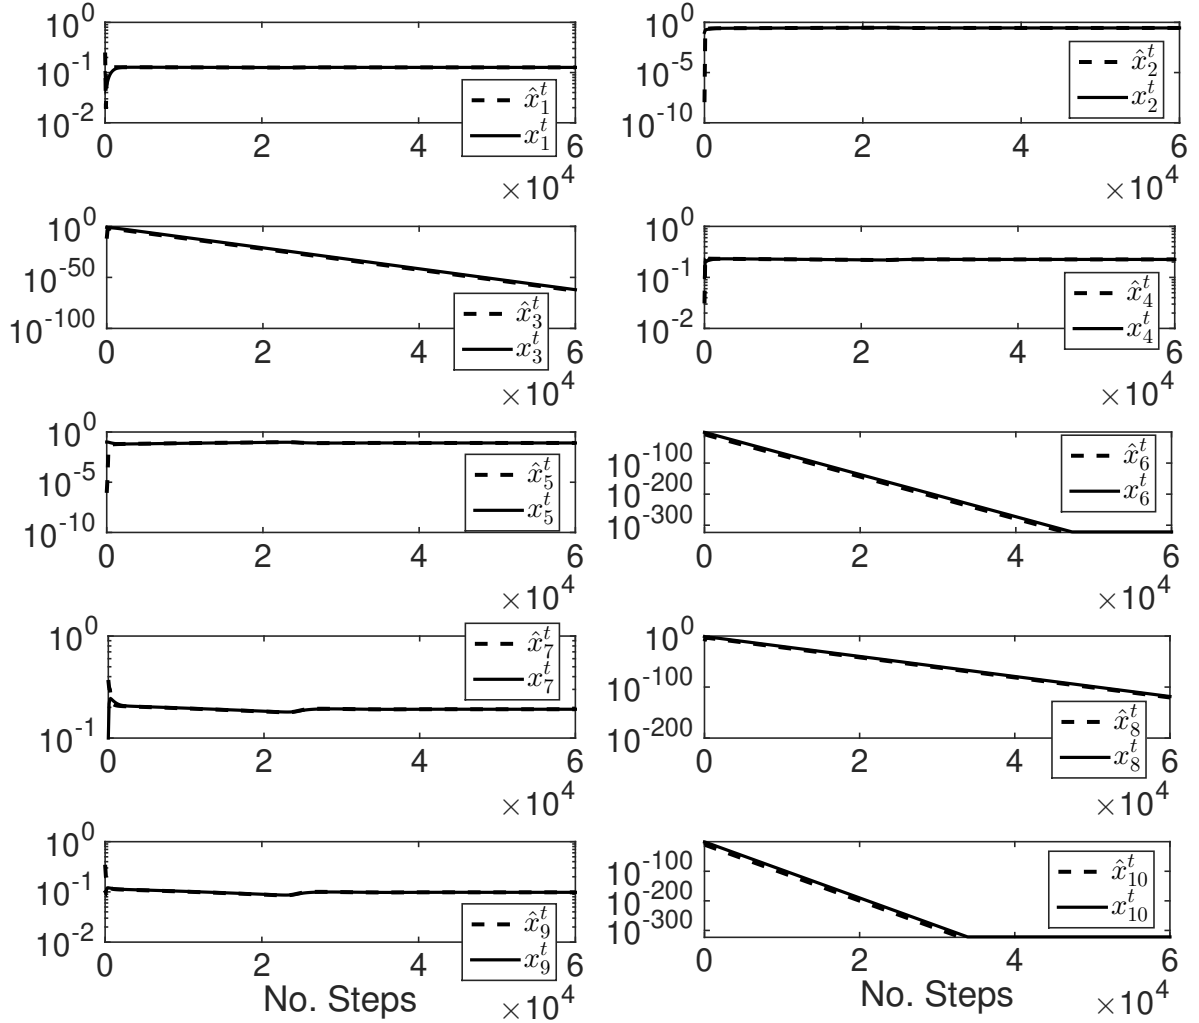 10^0
10^-1
10^-2
0 2 4 6
×10^4
x̂_1^t
x_1^t
10^0
10^-5
10^-10
0 2 4 6
×10^4
x̂_2^t
x_2^t
10^0
10^-50
10^-100
0 2 4 6
×10^4
x̂_3^t
x_3^t
10^0
10^-1
10^-2
0 2 4 6
×10^4
x̂_4^t
x_4^t
10^0
10^-5
10^-10
0 2 4 6
×10^4
x̂_5^t
x_5^t
10^-100
10^-200
10^-300
0 2 4 6
×10^4
x̂_6^t
x_6^t
10^0
10^-1
0 2 4 6
×10^4
x̂_7^t
x_7^t
10^0
10^-100
10^-200
0 2 4 6
×10^4
x̂_8^t
x_8^t
10^0
10^-1
10^-2
0 2 4 6
No. Steps
×10^4
x̂_9^t
x_9^t
10^-100
10^-200
10^-300
0 2 4 6
No. Steps
×10^4
x̂_10^t
x_10^t